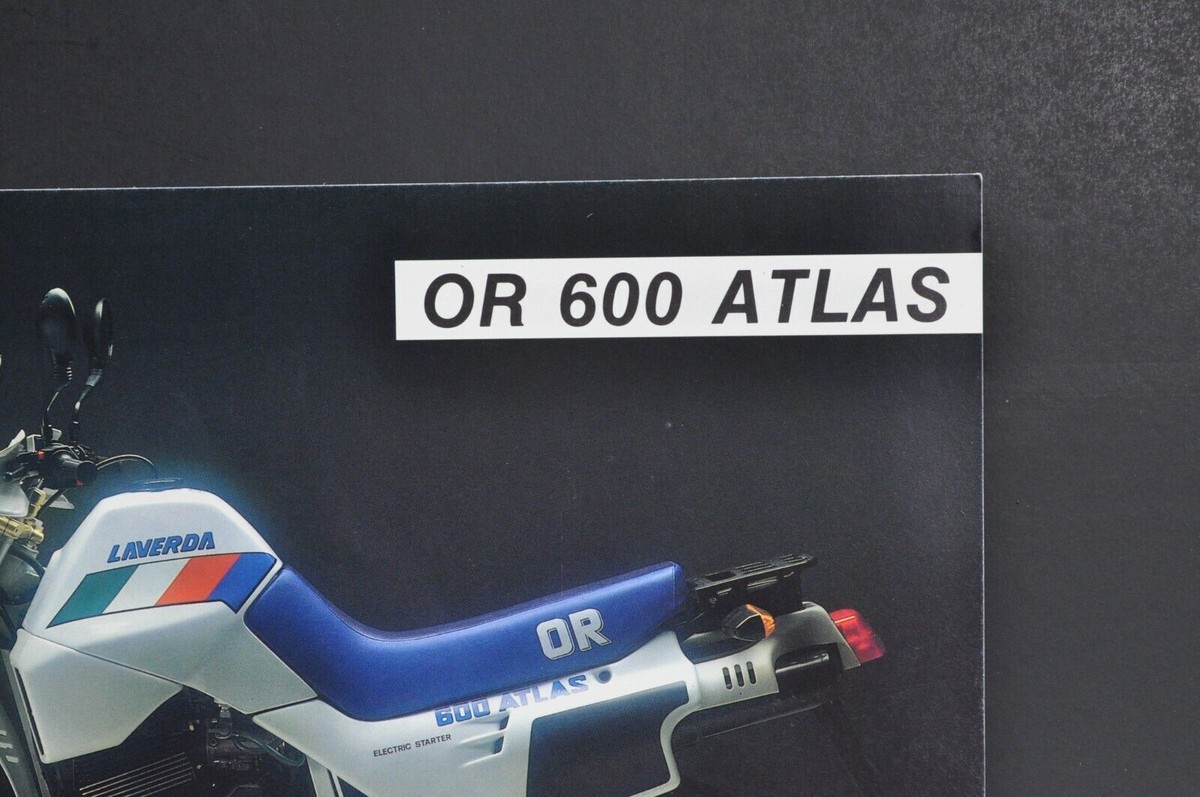 OR 600 ATLAS
LAVERDA
OR
600 ATLAS
ELECTRIC STARTER